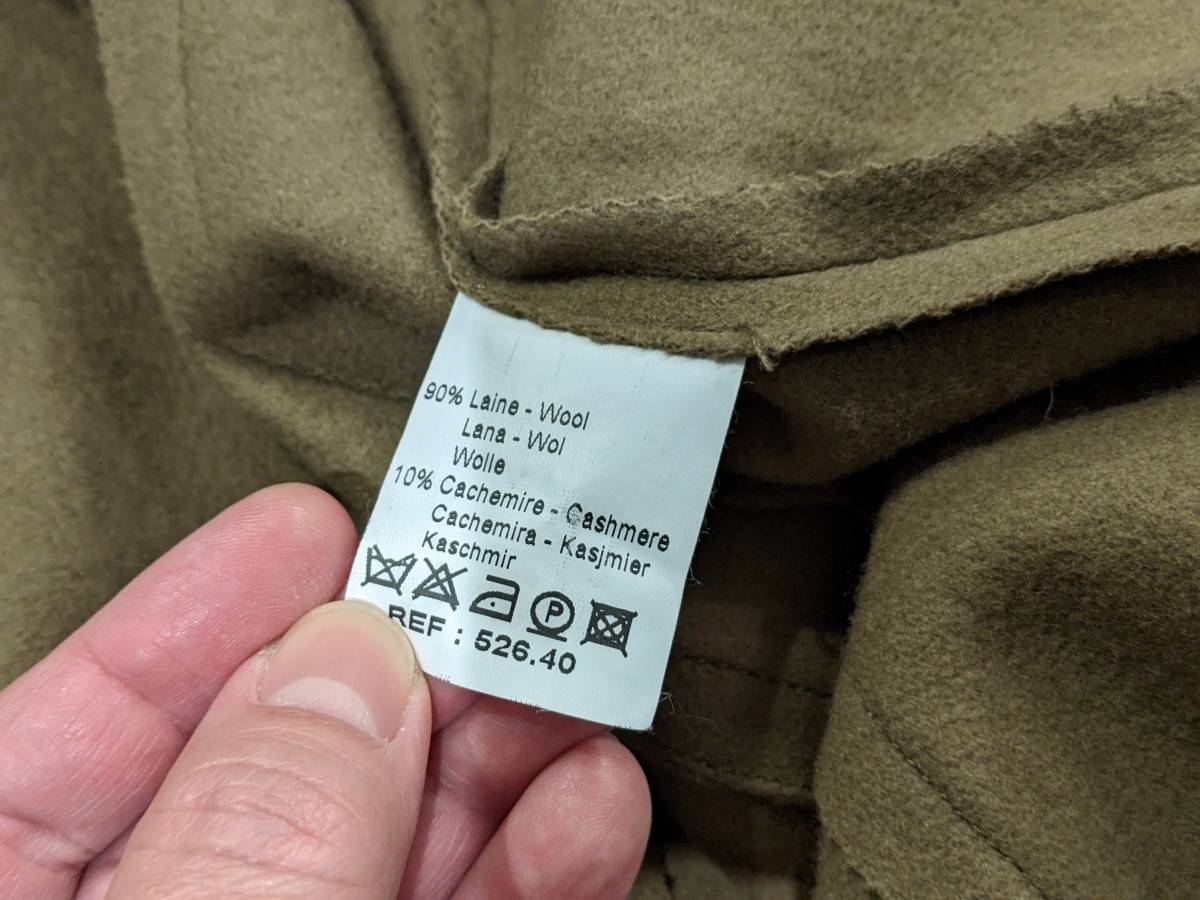 90% Laine - Wool
Lana - Wol
Wolle
10% Cachemire - Cashmere
Cachemira - Kasjmier
Kaschmir
P
REF : 526.40